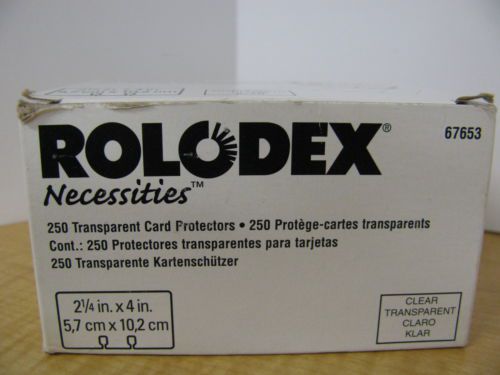 ROLODEX®
67653
Necessities™
250 Transparent Card Protectors • 250 Protège-cartes transparents
Cont.: 250 Protectores transparentes para tarjetas
250 Transparente Kartenschützer
2¼ in. x 4 in.
5,7 cm x 10,2 cm
CLEAR
TRANSPARENT
CLARO
KLAR